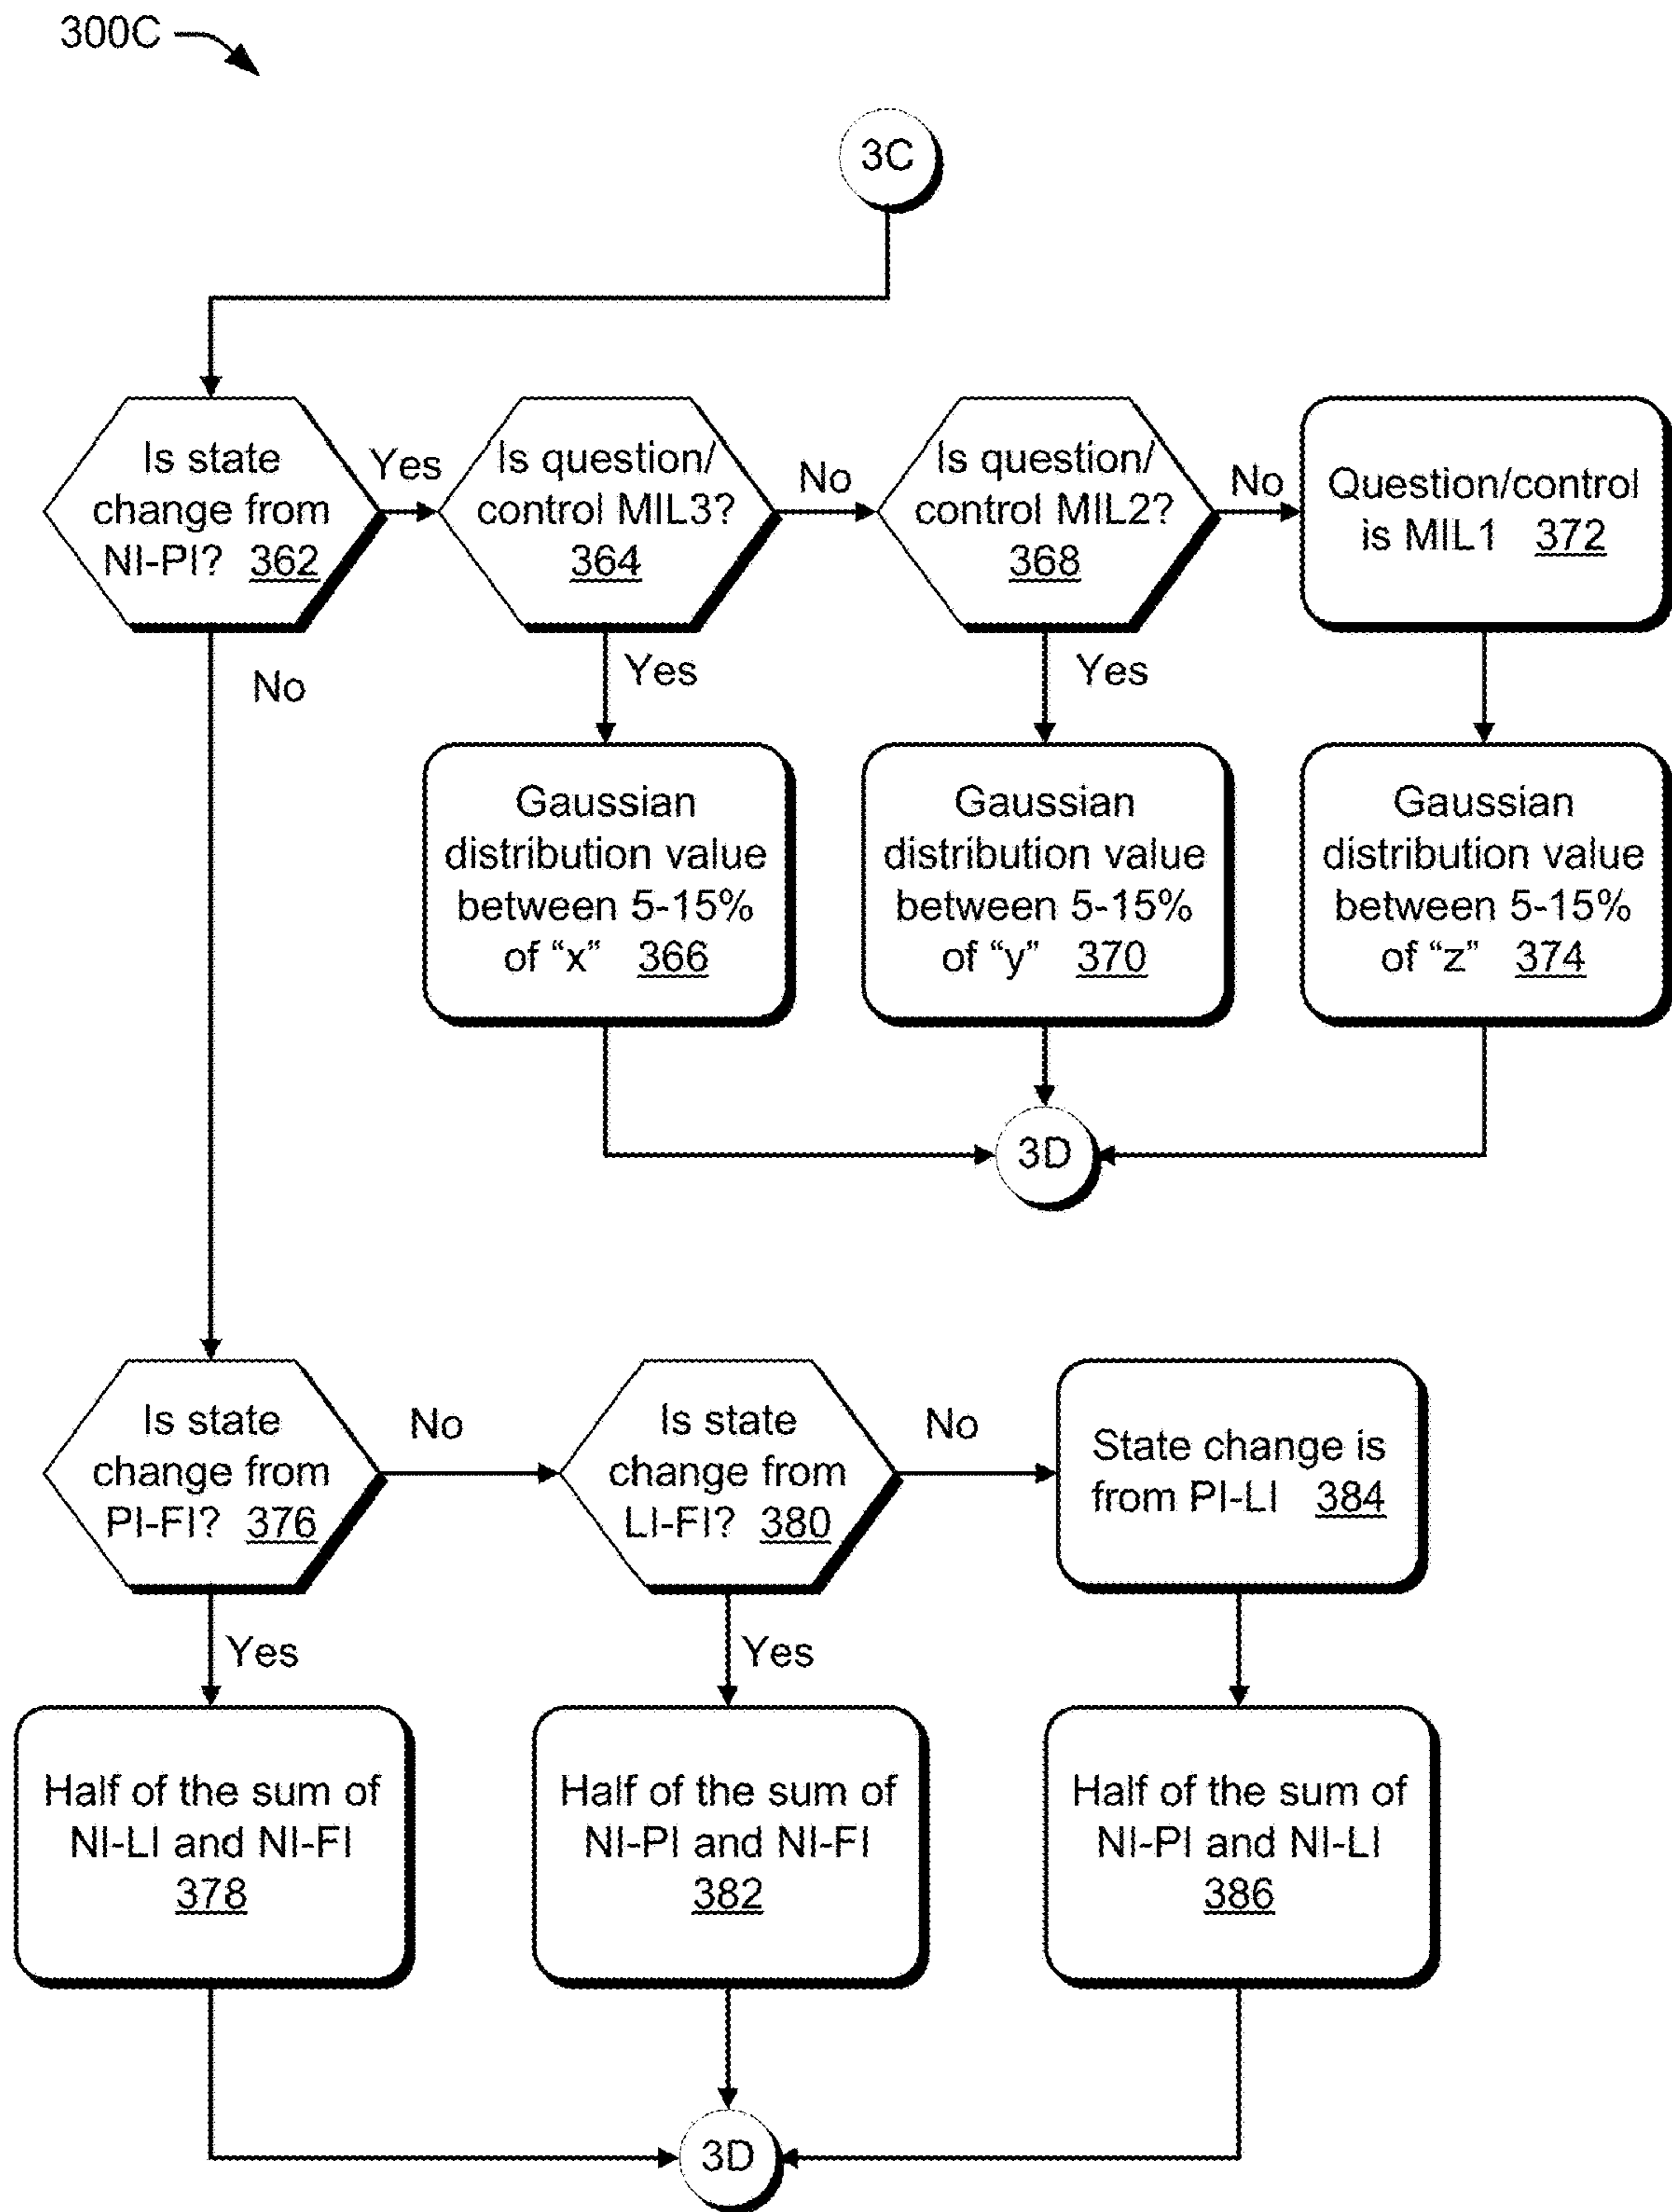 300C
3C
Is state
change from
NI-PI? 362
Yes
Is question/
control MIL3?
364
No
Is question/
control MIL2?
368
No
Question/control
is MIL1 372
No
Yes
Yes
Gaussian
distribution value
between 5-15%
of “x” 366
Gaussian
distribution value
between 5-15%
of “y” 370
Gaussian
distribution value
between 5-15%
of “z” 374
3D
Is state
change from
PI-FI? 376
No
Is state
change from
LI-FI? 380
No
State change is
from PI-LI 384
Yes
Yes
Half of the sum of
NI-LI and NI-FI
378
Half of the sum of
NI-PI and NI-FI
382
Half of the sum of
NI-PI and NI-LI
386
3D